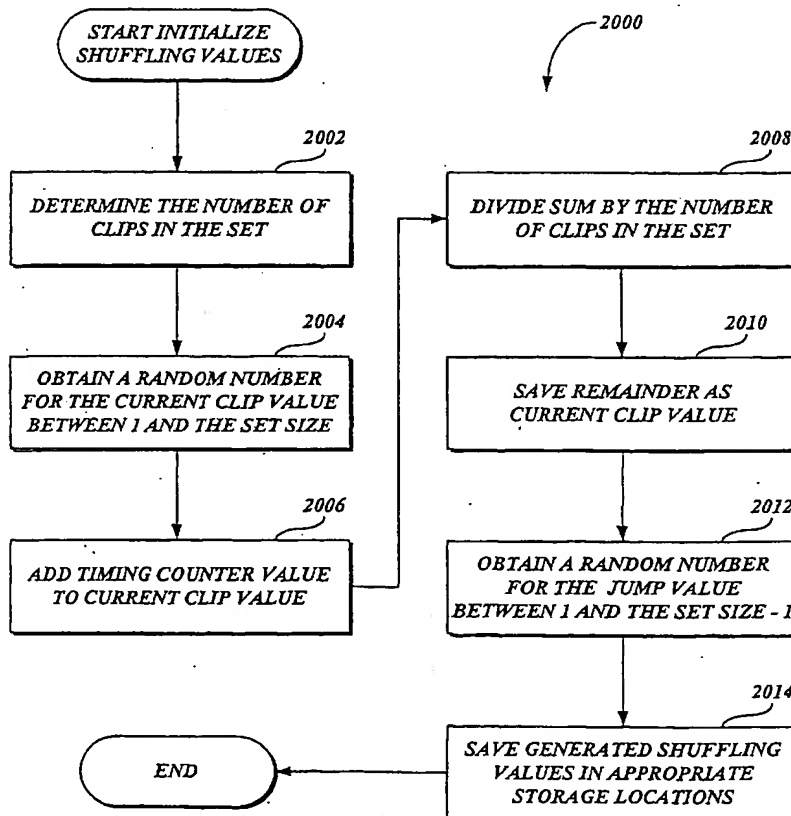 START INITIALIZE
SHUFFLING VALUES
2000
2002
DETERMINE THE NUMBER OF
CLIPS IN THE SET
2004
OBTAIN A RANDOM NUMBER
FOR THE CURRENT CLIP VALUE
BETWEEN 1 AND THE SET SIZE
2006
ADD TIMING COUNTER VALUE
TO CURRENT CLIP VALUE
2008
DIVIDE SUM BY THE NUMBER
OF CLIPS IN THE SET
2010
SAVE REMAINDER AS
CURRENT CLIP VALUE
2012
OBTAIN A RANDOM NUMBER
FOR THE JUMP VALUE
BETWEEN 1 AND THE SET SIZE - 1
2014
SAVE GENERATED SHUFFLING
VALUES IN APPROPRIATE
STORAGE LOCATIONS
END